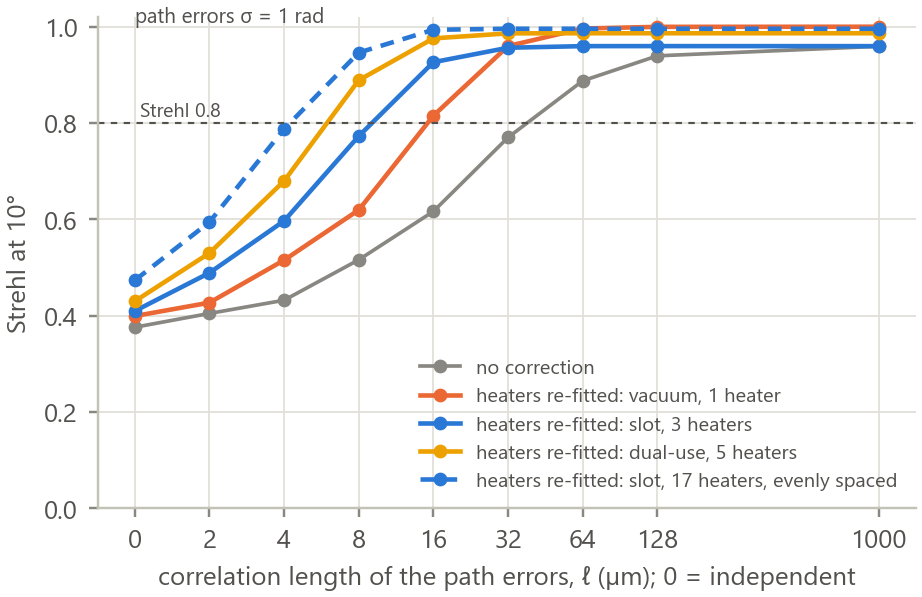 path errors σ = 1 rad
1.0
Strehl 0.8
0.8
0.6
0.4
0.2
0.0
Strehl at 10°
no correction
heaters re-fitted: vacuum, 1 heater
heaters re-fitted: slot, 3 heaters
heaters re-fitted: dual-use, 5 heaters
heaters re-fitted: slot, 17 heaters, evenly spaced
0 2 4 8 16 32 64 128 1000
correlation length of the path errors, ℓ (µm); 0 = independent